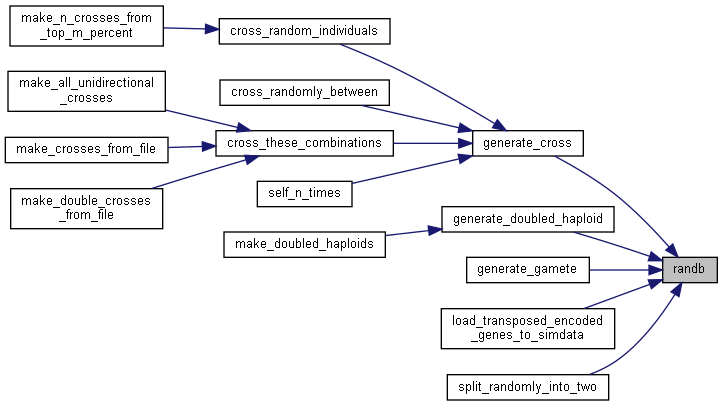 make_n_crosses_from
_top_m_percent
cross_random_individuals
make_all_unidirectional
_crosses
cross_randomly_between
make_crosses_from_file
cross_these_combinations
generate_cross
make_double_crosses
_from_file
self_n_times
generate_doubled_haploid
make_doubled_haploids
generate_gamete
randb
load_transposed_encoded
_genes_to_simdata
split_randomly_into_two